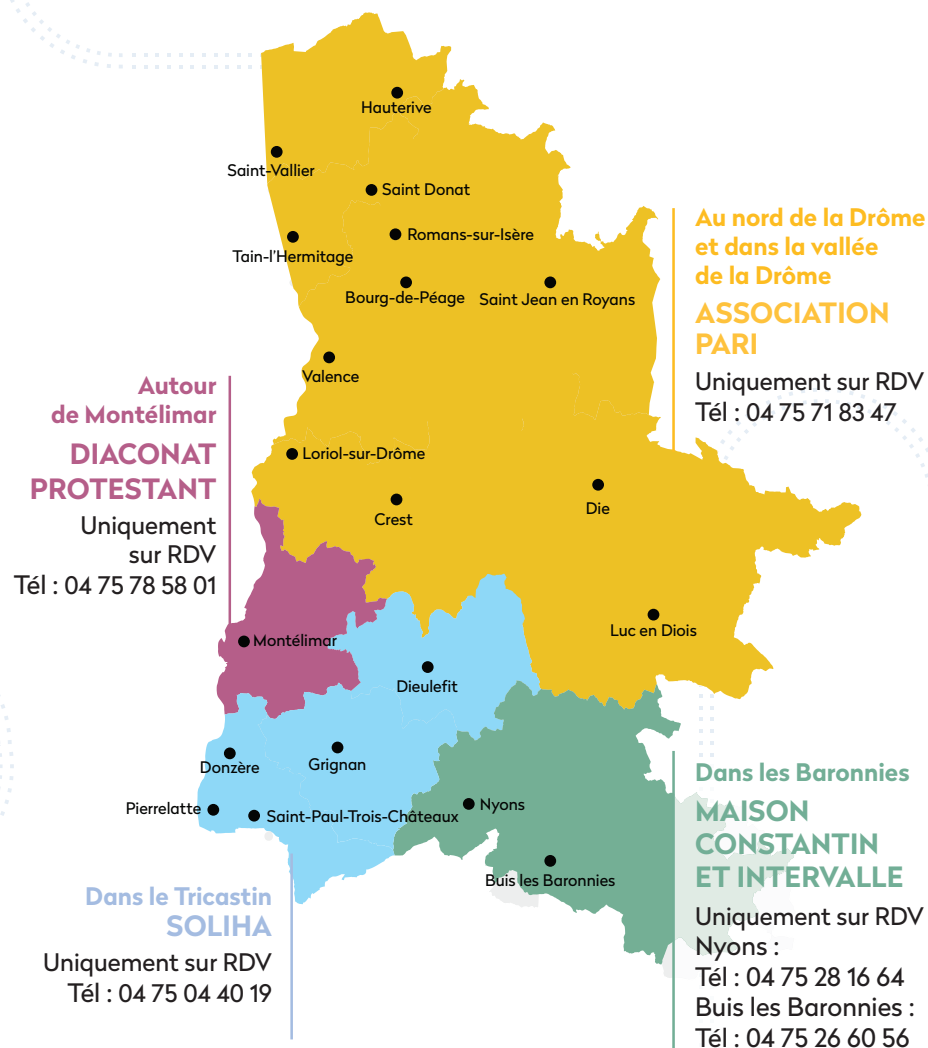 Hauterive
Saint-Vallier
Saint Donat
Romans-sur-Isère
Tain-l'Hermitage
Bourg-de-Péage
Saint Jean en Royans
Valence
Loriol-sur-Drôme
Crest
Die
Luc en Diois
Montélimar
Dieulefit
Donzère
Grignan
Pierrelatte
Saint-Paul-Trois-Châteaux
Nyons
Buis les Baronnies
Au nord de la Drôme
et dans la vallée
de la Drôme
ASSOCIATION
PARI
Uniquement sur RDV
Tél : 04 75 71 83 47
Autour
de Montélimar
DIACONAT
PROTESTANT
Uniquement
sur RDV
Tél : 04 75 78 58 01
Dans le Tricastin
SOLIHA
Uniquement sur RDV
Tél : 04 75 04 40 19
Dans les Baronnies
MAISON
CONSTANTIN
ET INTERVALLE
Uniquement sur RDV
Nyons :
Tél : 04 75 28 16 64
Buis les Baronnies :
Tél : 04 75 26 60 56